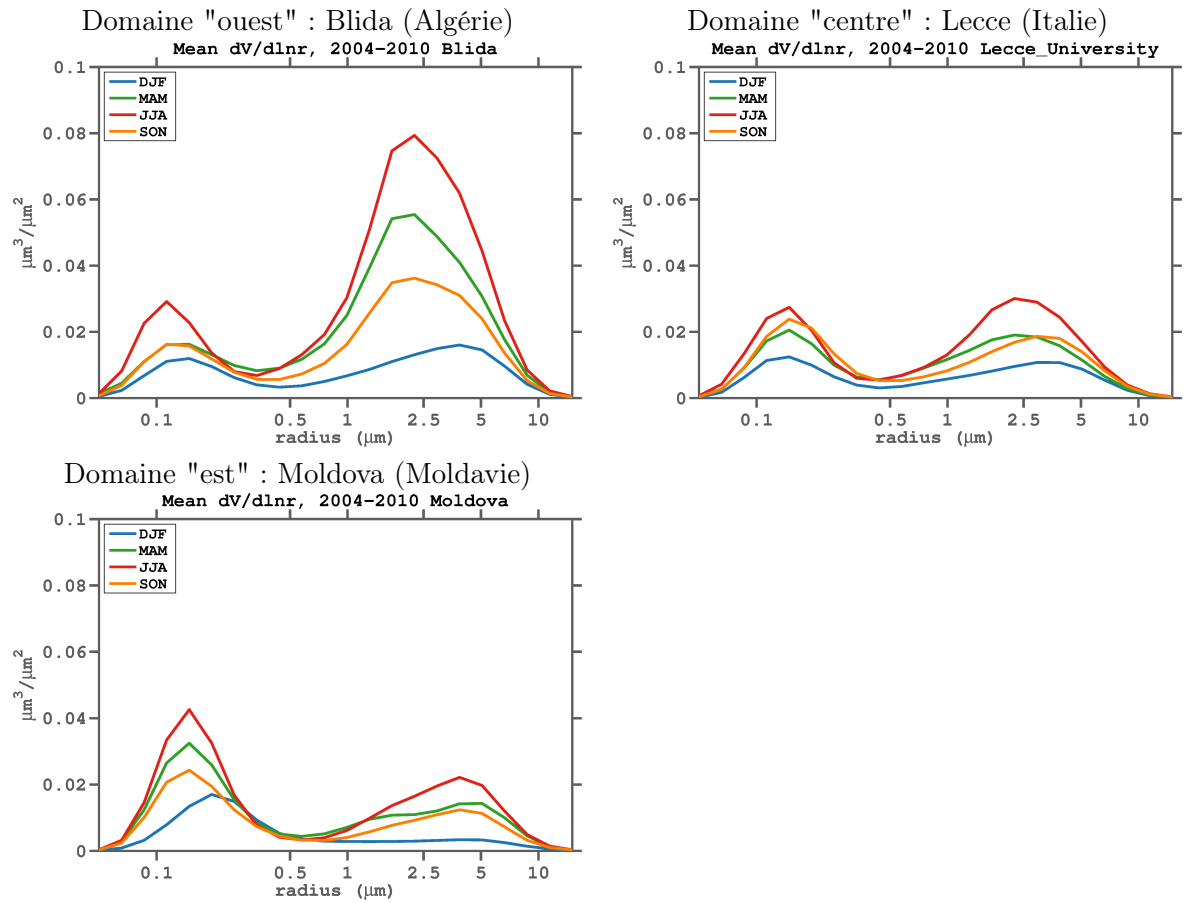 Domaine "ouest" : Blida (Algérie)
Mean dV/dlnr, 2004-2010 Blida
0.1
0.08
0.06
0.04
0.02
0
μm³/μm²
DJF
MAM
JJA
SON
0.1 0.5 1 2.5 5 10
radius (μm)
Domaine "centre" : Lecce (Italie)
Mean dV/dlnr, 2004-2010 Lecce_University
0.1
0.08
0.06
0.04
0.02
0
μm³/μm²
DJF
MAM
JJA
SON
0.1 0.5 1 2.5 5 10
radius (μm)
Domaine "est" : Moldova (Moldavie)
Mean dV/dlnr, 2004-2010 Moldova
0.1
0.08
0.06
0.04
0.02
0
μm³/μm²
DJF
MAM
JJA
SON
0.1 0.5 1 2.5 5 10
radius (μm)